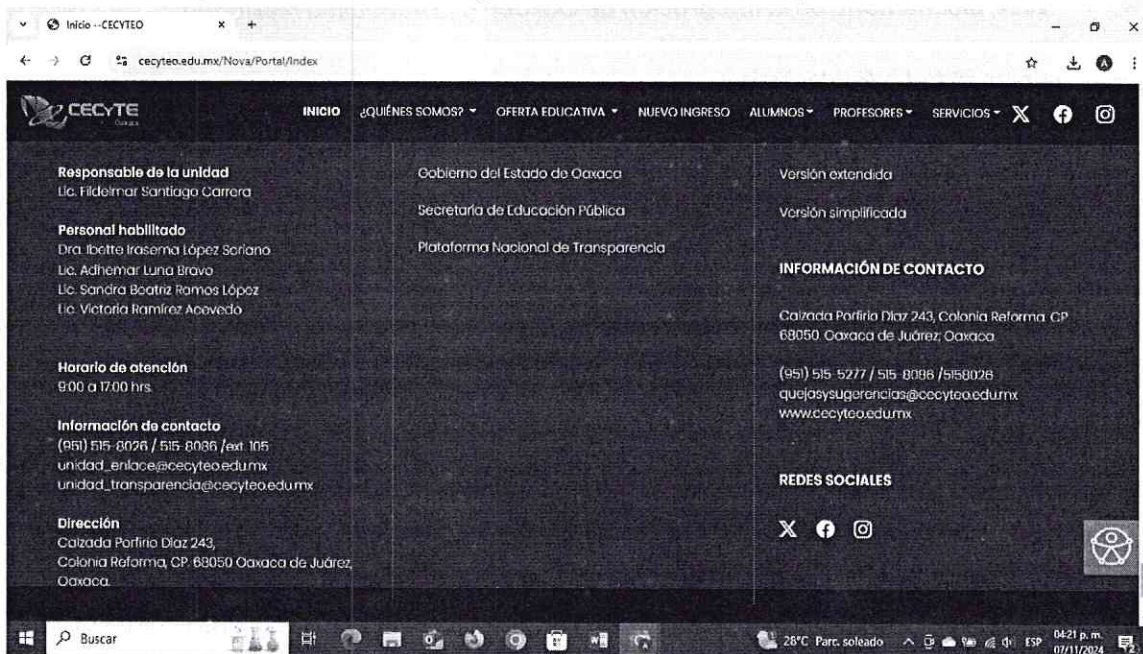 Inicio --CECYTEO
cecyteo.edu.mx/Nova/Portal/Index
CECyTE
Oaxaca
INICIO ¿QUIÉNES SOMOS? OFERTA EDUCATIVA NUEVO INGRESO ALUMNOS PROFESORES SERVICIOS
Responsable de la unidad
Lic. Fildelmar Santiago Carrera
Personal habilitado
Dra. Ibette Iraserna López Soriano
Lic. Adhemar Luna Bravo
Lic. Sandra Beatriz Ramos López
Lic. Victoria Ramírez Acevedo
Horario de atención
9:00 a 17:00 hrs.
Información de contacto
(951) 515-8026 / 515-8086 /ext. 105
unidad_enlace@cecyteo.edu.mx
unidad_transparencia@cecyteo.edu.mx
Dirección
Calzada Porfirio Díaz 243,
Colonia Reforma, CP. 68050 Oaxaca de Juárez,
Oaxaca.
Gobierno del Estado de Oaxaca
Secretaría de Educación Pública
Plataforma Nacional de Transparencia
Versión extendida
Versión simplificada
INFORMACIÓN DE CONTACTO
Calzada Porfirio Díaz 243, Colonia Reforma. CP
68050. Oaxaca de Juárez; Oaxaca
(951) 515-5277 / 515-8086 /5158026
quejasysugerencias@cecyteo.edu.mx
www.cecyteo.edu.mx
REDES SOCIALES
Buscar
28°C Parc. soleado
ESP
04:21 p. m.
07/11/2024